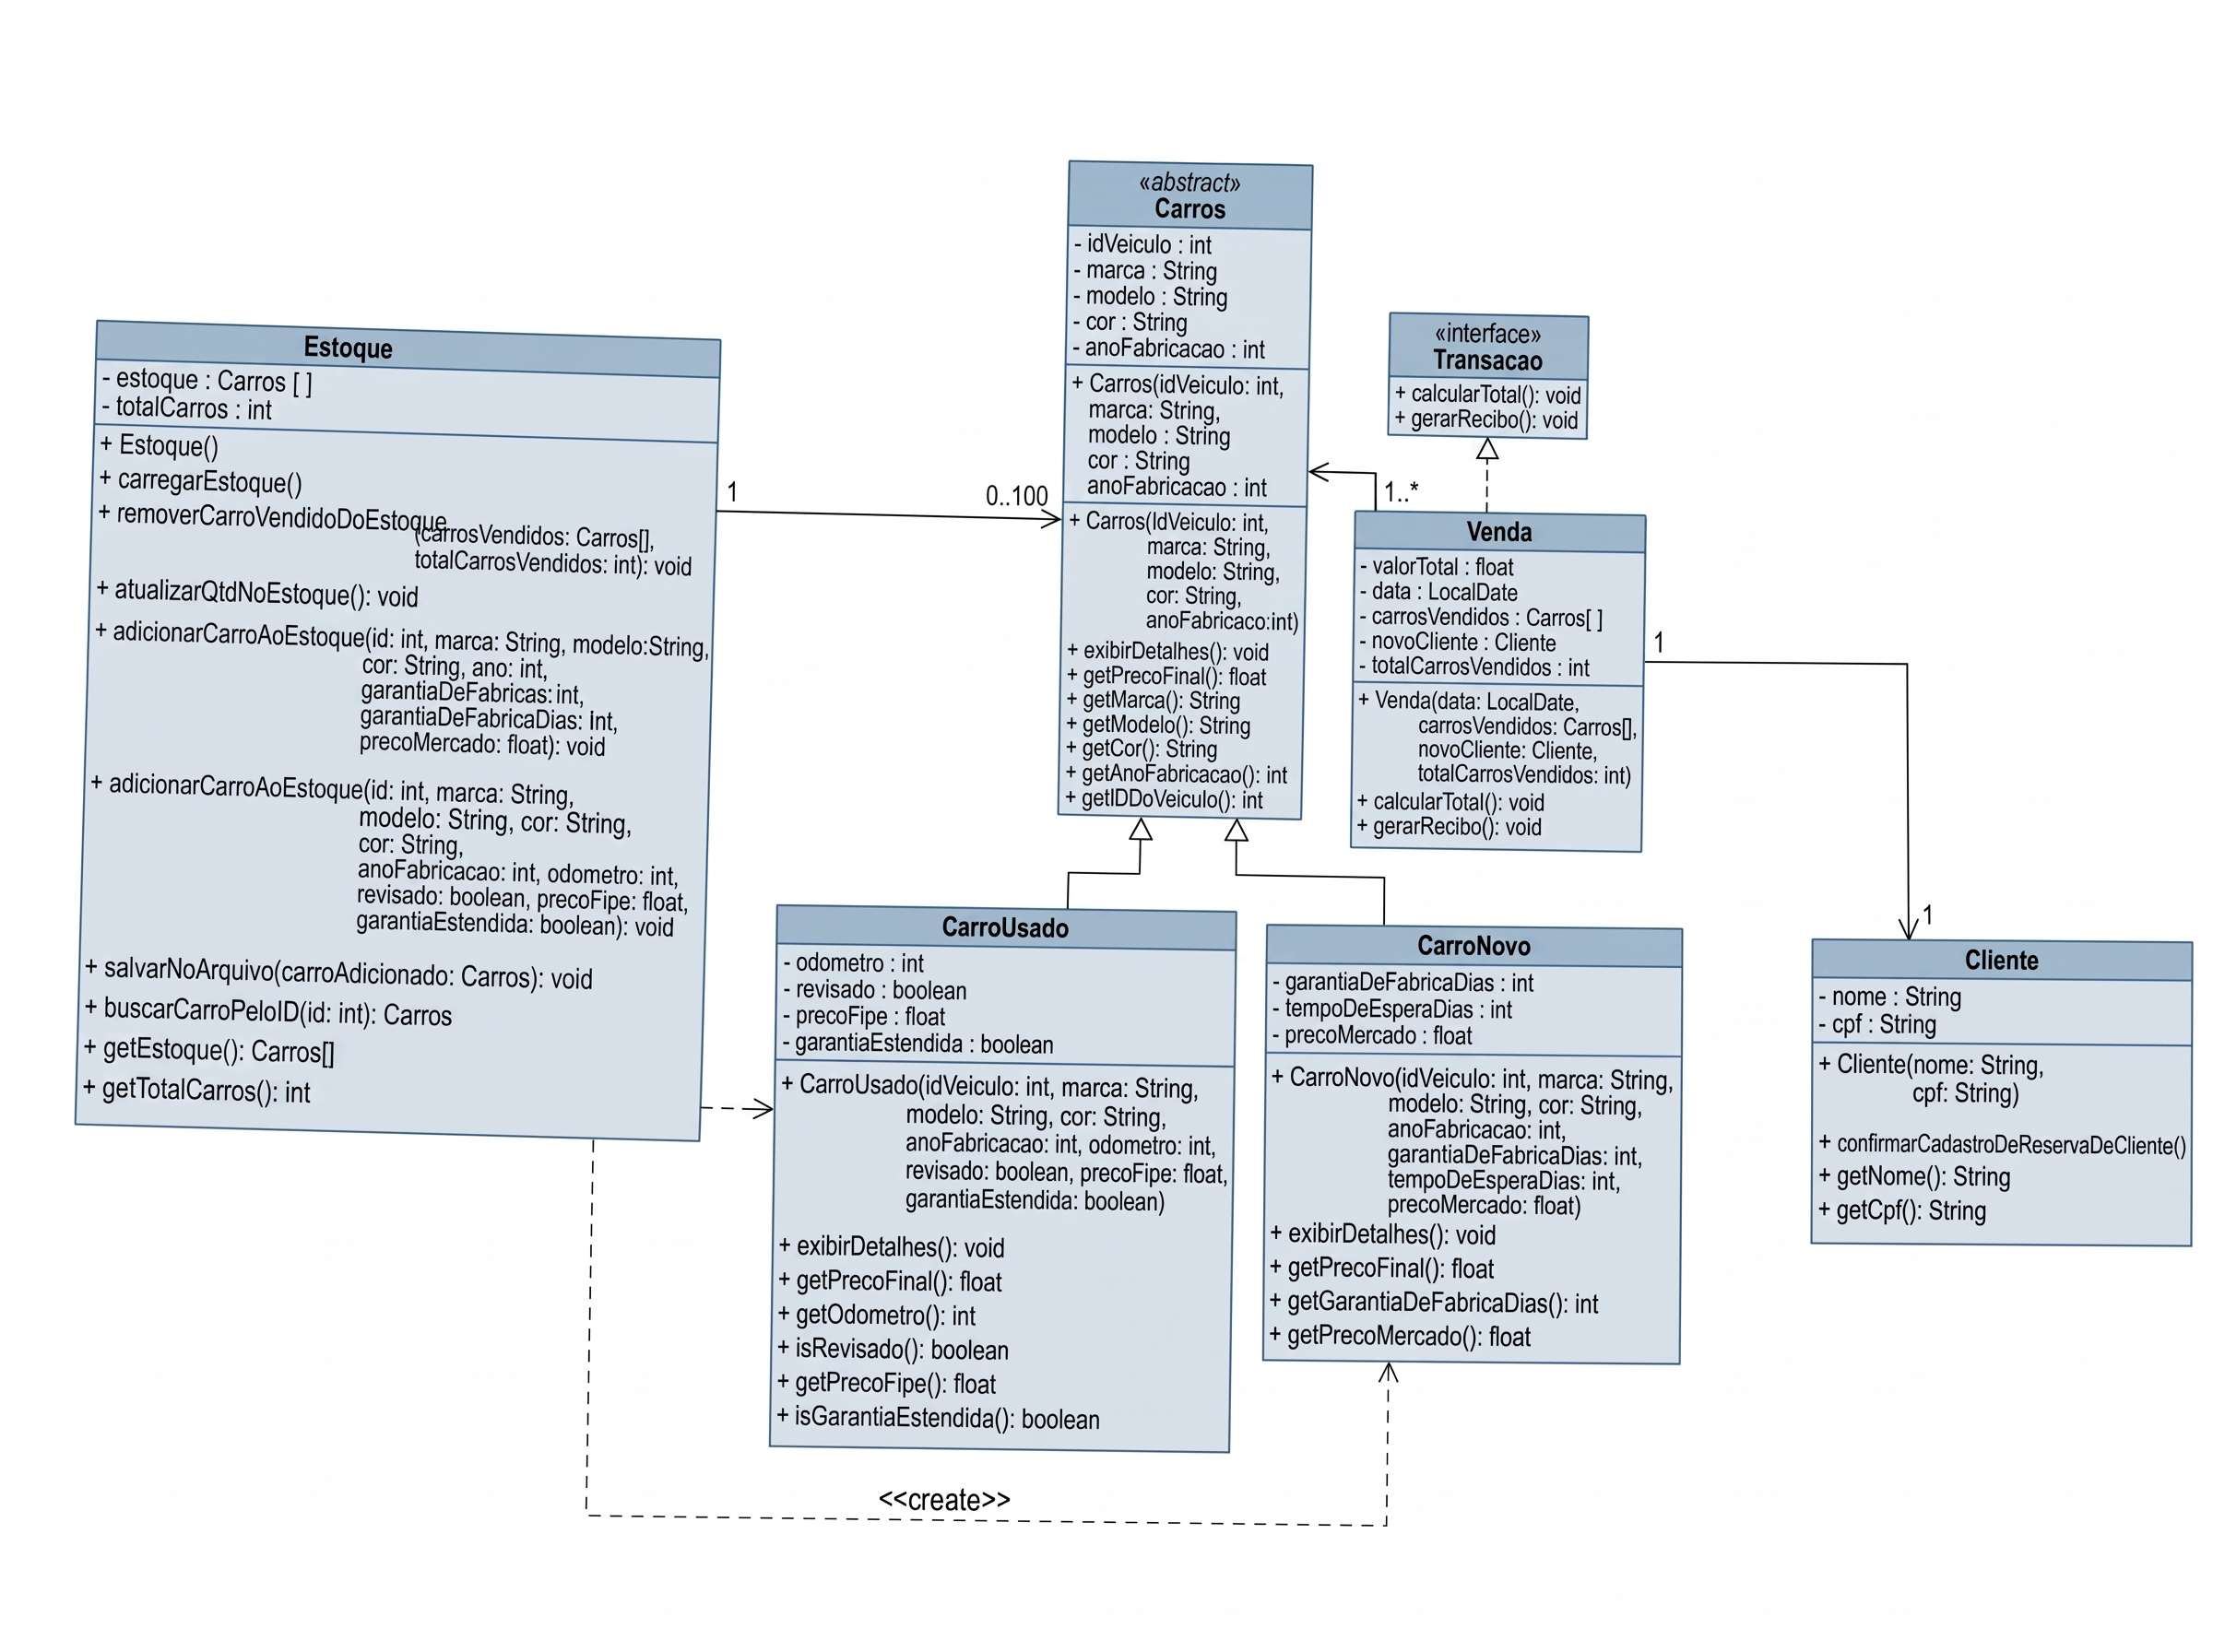 Estoque
- estoque : Carros [ ]
- totalCarros : int
+ Estoque()
+ carregarEstoque()
+ removerCarroVendidoDoEstoque
(carrosVendidos: Carros[],
totalCarrosVendidos: int): void
+ atualizarQtdNoEstoque(): void
+ adicionarCarroAoEstoque(id: int, marca: String, modelo:String,
cor: String, ano: int,
garantiaDeFabricas: int,
garantiaDeFabricaDias: Int,
precoMercado: float): void
+ adicionarCarroAoEstoque(id: int, marca: String,
modelo: String, cor: String,
cor: String,
anoFabricacao: int, odometro: int,
revisado: boolean, precoFipe: float,
garantiaEstendida: boolean): void
+ salvarNoArquivo(carroAdicionado: Carros): void
+ buscarCarroPeloID(id: int): Carros
+ getEstoque(): Carros[]
+ getTotalCarros(): int
1
0..100
«abstract»
Carros
- idVeiculo : int
- marca : String
- modelo : String
- cor : String
- anoFabricacao : int
+ Carros(idVeiculo: int,
marca: String,
modelo : String
cor : String
anoFabricacao : int
+ Carros(IdVeiculo: int,
marca: String,
modelo: String,
cor: String,
anoFabricaco:int)
+ exibirDetalhes(): void
+ getPrecoFinal(): float
+ getMarca(): String
+ getModelo(): String
+ getCor(): String
+ getAnoFabricacao(): int
+ getIDDoVeiculo(): int
«interface»
Transacao
+ calcularTotal(): void
+ gerarRecibo(): void
1..*
Venda
- valorTotal : float
- data : LocalDate
- carrosVendidos : Carros[ ]
- novoCliente : Cliente
- totalCarrosVendidos : int
+ Venda(data: LocalDate,
carrosVendidos: Carros[],
novoCliente: Cliente,
totalCarrosVendidos: int)
+ calcularTotal(): void
+ gerarRecibo(): void
1
1
CarroUsado
- odometro : int
- revisado : boolean
- precoFipe : float
- garantiaEstendida : boolean
+ CarroUsado(idVeiculo: int, marca: String,
modelo: String, cor: String,
anoFabricacao: int, odometro: int,
revisado: boolean, precoFipe: float,
garantiaEstendida: boolean)
+ exibirDetalhes(): void
+ getPrecoFinal(): float
+ getOdometro(): int
+ isRevisado(): boolean
+ getPrecoFipe(): float
+ isGarantiaEstendida(): boolean
CarroNovo
- garantiaDeFabricaDias : int
- tempoDeEsperaDias : int
- precoMercado : float
+ CarroNovo(idVeiculo: int, marca: String,
modelo: String, cor: String,
anoFabricacao: int,
garantiaDeFabricaDias: int,
tempoDeEsperaDias: int,
precoMercado: float)
+ exibirDetalhes(): void
+ getPrecoFinal(): float
+ getGarantiaDeFabricaDias(): int
+ getPrecoMercado(): float
Cliente
- nome : String
- cpf : String
+ Cliente(nome: String,
cpf: String)
+ confirmarCadastroDeReservaDeCliente()
+ getNome(): String
+ getCpf(): String
<<create>>